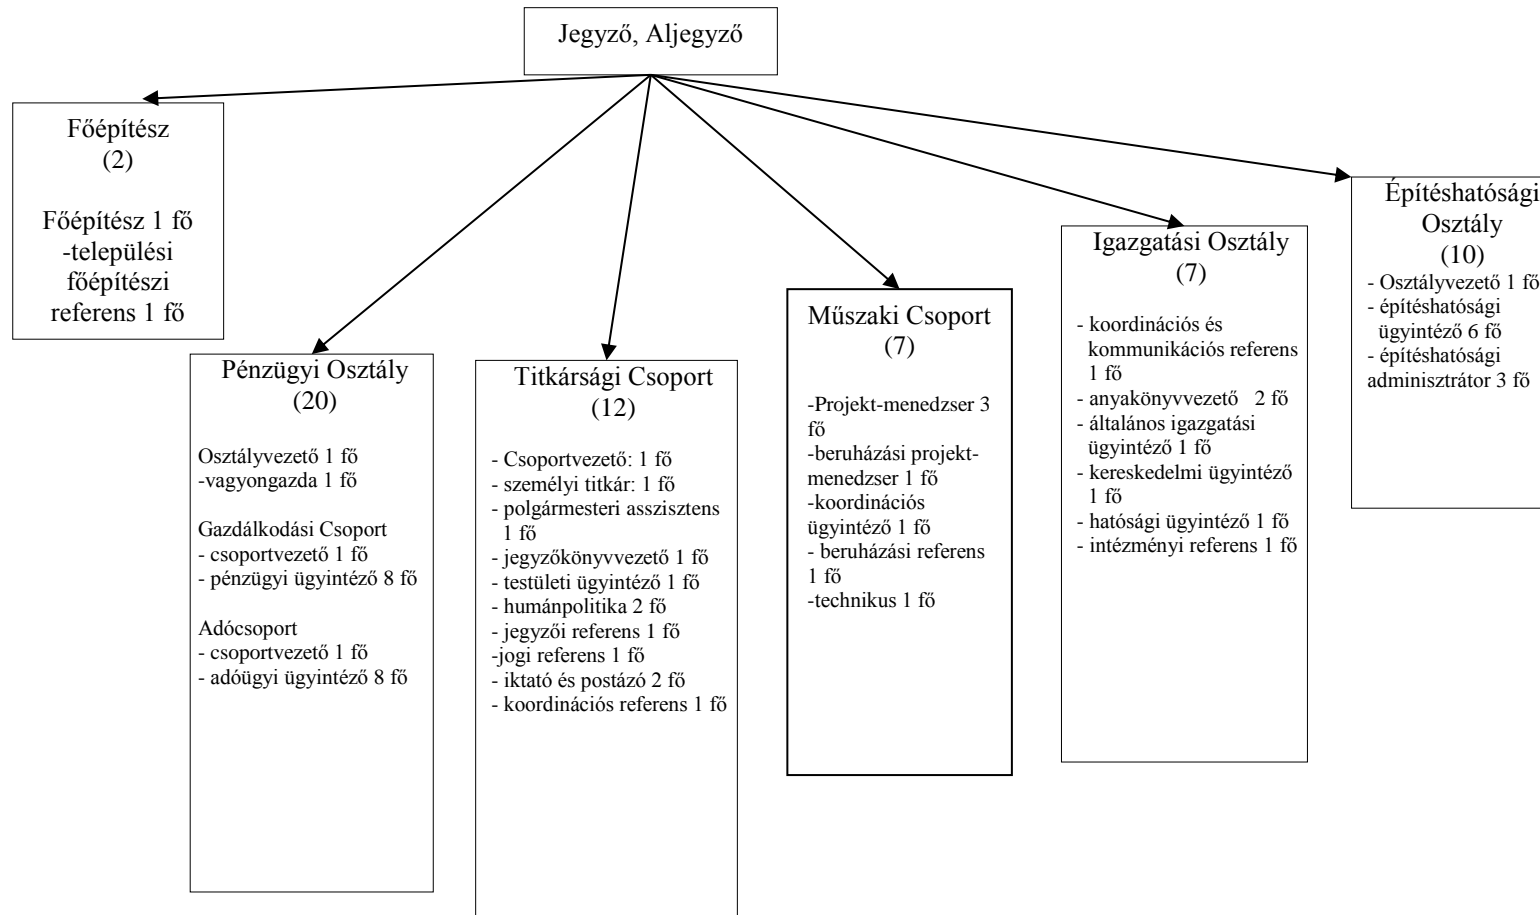 Jegyző, Aljegyző
Főépítész
(2)
Főépítész 1 fő
-települési
főépítészi
referens 1 fő
Pénzügyi Osztály
(20)
Osztályvezető 1 fő
-vagyongazda 1 fő
Gazdálkodási Csoport
- csoportvezető 1 fő
- pénzügyi ügyintéző 8 fő
Adócsoport
- csoportvezető 1 fő
- adóügyi ügyintéző 8 fő
Titkársági Csoport
(12)
- Csoportvezető: 1 fő
- személyi titkár: 1 fő
- polgármesteri asszisztens
1 fő
- jegyzőkönyvvezető 1 fő
- testületi ügyintéző 1 fő
- humánpolitika 2 fő
- jegyzői referens 1 fő
-jogi referens 1 fő
- iktató és postázó 2 fő
- koordinációs referens 1 fő
Műszaki Csoport
(7)
-Projekt-menedzser 3
fő
-beruházási projekt-
menedzser 1 fő
-koordinációs
ügyintéző 1 fő
- beruházási referens
1 fő
-technikus 1 fő
Igazgatási Osztály
(7)
- koordinációs és
kommunikációs referens
1 fő
- anyakönyvvezető 2 fő
- általános igazgatási
ügyintéző 1 fő
- kereskedelmi ügyintéző
1 fő
- hatósági ügyintéző 1 fő
- intézményi referens 1 fő
Építéshatósági
Osztály
(10)
- Osztályvezető 1 fő
- építéshatósági
ügyintéző 6 fő
- építéshatósági
adminisztrátor 3 fő